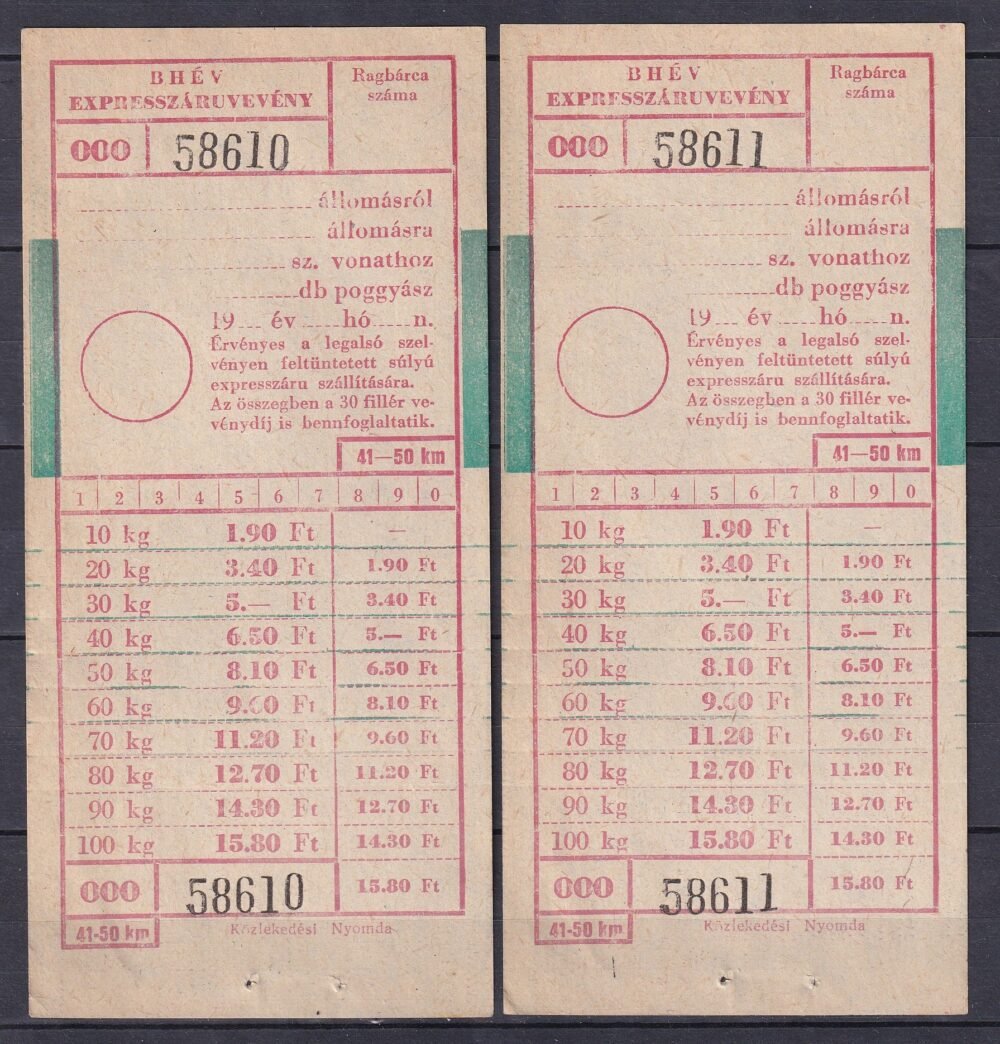 BHÉV
EXPRESSZÁRUVEVÉNY
Ragbárca
száma
000 58610
állomásról
állomásra
sz. vonathoz
db poggyász
19 év hó n.
Érvényes a legalsó szel-
vényen feltüntetett súlyú
expresszáru szállítására.
Az összegben a 30 fillér ve-
vénydíj is bennfoglaltatik.
41—50 km
1 2 3 4 5 6 7 8 9 0
10 kg 1.90 Ft —
20 kg 3.40 Ft 1.90 Ft
30 kg 5.— Ft 3.40 Ft
40 kg 6.50 Ft 5.— Ft
50 kg 8.10 Ft 6.50 Ft
60 kg 9.60 Ft 8.10 Ft
70 kg 11.20 Ft 9.60 Ft
80 kg 12.70 Ft 11.20 Ft
90 kg 14.30 Ft 12.70 Ft
100 kg 15.80 Ft 14.30 Ft
000 58610 15.80 Ft
41-50 km Közlekedési Nyomda
BHÉV
EXPRESSZÁRUVEVÉNY
Ragbárca
száma
000 58611
állomásról
állomásra
sz. vonathoz
db poggyász
19 év hó n.
Érvényes a legalsó szel-
vényen feltüntetett súlyú
expresszáru szállítására.
Az összegben a 30 fillér ve-
vénydíj is bennfoglaltatik.
41—50 km
1 2 3 4 5 6 7 8 9 0
10 kg 1.90 Ft —
20 kg 3.40 Ft 1.90 Ft
30 kg 5.— Ft 3.40 Ft
40 kg 6.50 Ft 5.— Ft
50 kg 8.10 Ft 6.50 Ft
60 kg 9.60 Ft 8.10 Ft
70 kg 11.20 Ft 9.60 Ft
80 kg 12.70 Ft 11.20 Ft
90 kg 14.30 Ft 12.70 Ft
100 kg 15.80 Ft 14.30 Ft
000 58611 15.80 Ft
41-50 km Közlekedési Nyomda